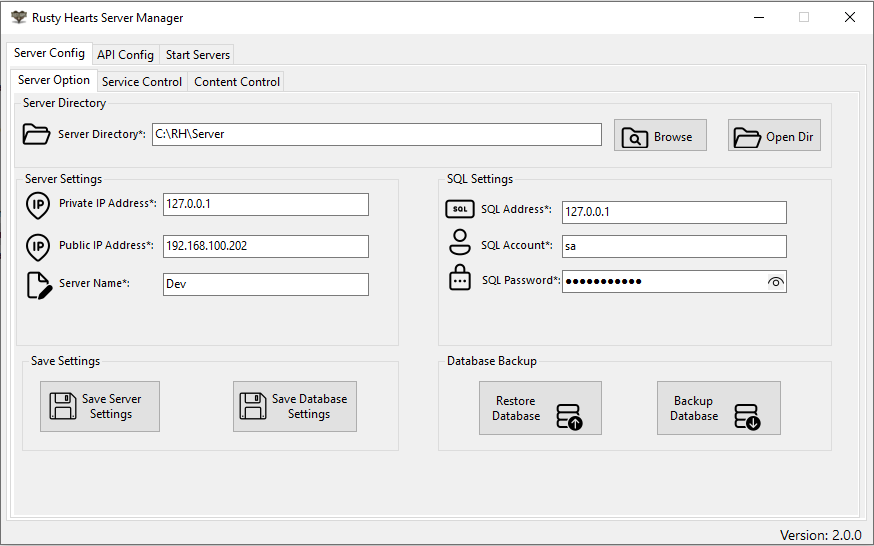 Rusty Hearts Server Manager
Server Config API Config Start Servers
Server Option Service Control Content Control
Server Directory
Server Directory*: C:\RH\Server Browse Open Dir
Server Settings
Private IP Address*: 127.0.0.1
Public IP Address*: 192.168.100.202
Server Name*: Dev
SQL Settings
SQL SQL Address*: 127.0.0.1
SQL Account*: sa
SQL Password*: ●●●●●●●●●●●
Save Settings
Save Server
Settings
Save Database
Settings
Database Backup
Restore
Database
Backup
Database
Version: 2.0.0
IP
IP